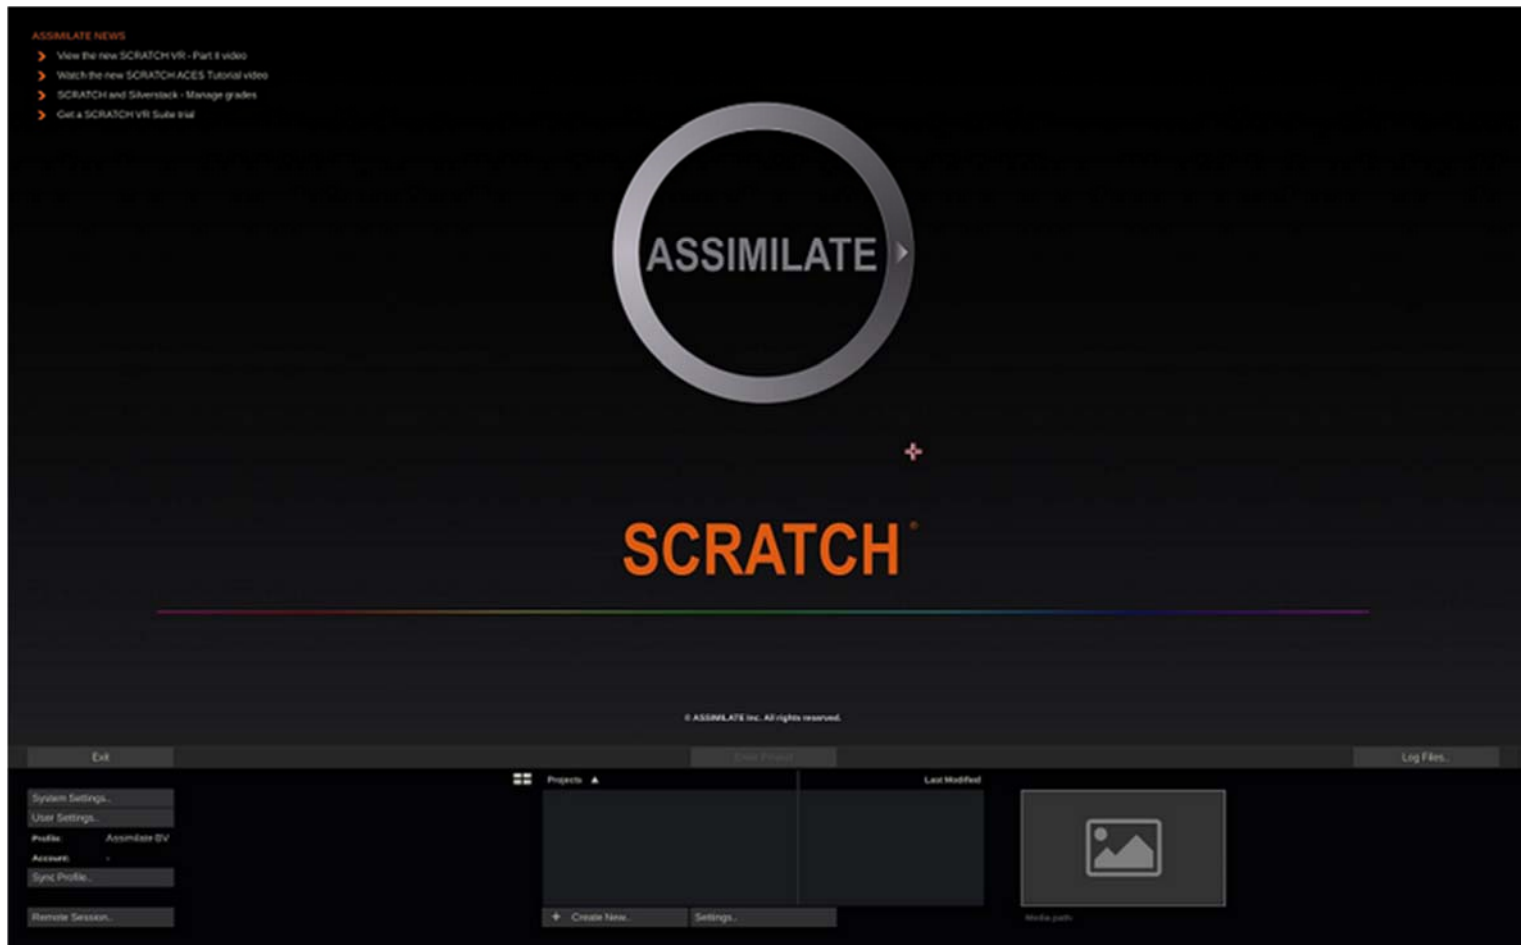 ASSIMILATE NEWS
View the new SCRATCH VR - Part II video
Watch the new SCRATCH ACES Tutorial video
SCRATCH and Silverstack - Manage grades
Get a SCRATCH VR Suite trial
ASSIMILATE
SCRATCH®
© ASSIMILATE Inc. All rights reserved.
Exit
Enter Project
Log Files..
Projects ▲
Last Modified
System Settings..
User Settings..
Profile: Assimilate BV
Account: -
Sync Profile..
Remote Session..
+ Create New..
Settings..
Media path: